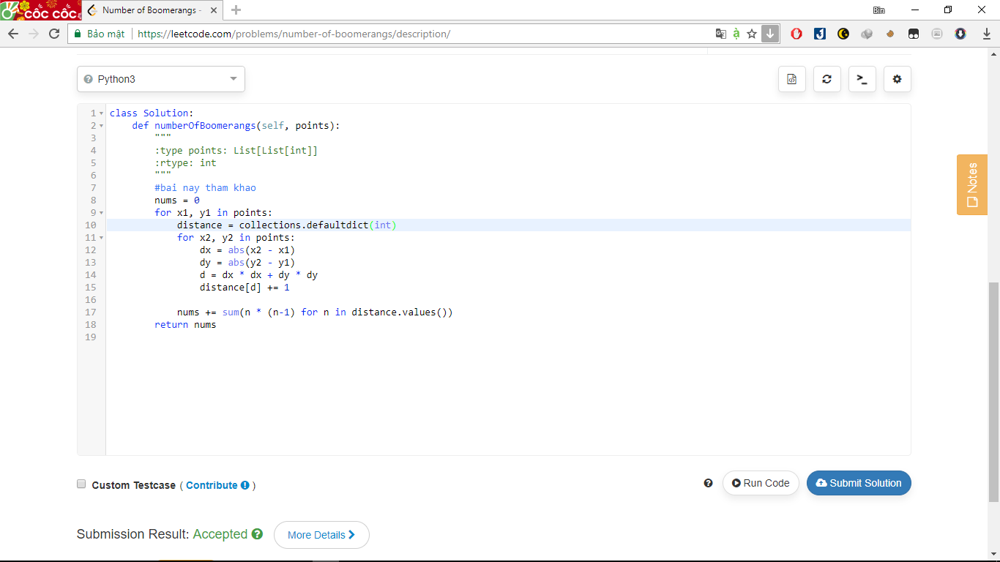 cốc cốc
Number of Boomerangs -
Bin
Bảo mật
https://leetcode.com/problems/number-of-boomerangs/description/
Python3
1 class Solution:
2 def numberOfBoomerangs(self, points):
3 """
4 :type points: List[List[int]]
5 :rtype: int
6 """
7 #bai nay tham khao
8 nums = 0
9 for x1, y1 in points:
10 distance = collections.defaultdict(int)
11 for x2, y2 in points:
12 dx = abs(x2 - x1)
13 dy = abs(y2 - y1)
14 d = dx * dx + dy * dy
15 distance[d] += 1
16
17 nums += sum(n * (n-1) for n in distance.values())
18 return nums
19
Notes
Custom Testcase ( Contribute )
Run Code
Submit Solution
Submission Result: Accepted
More Details